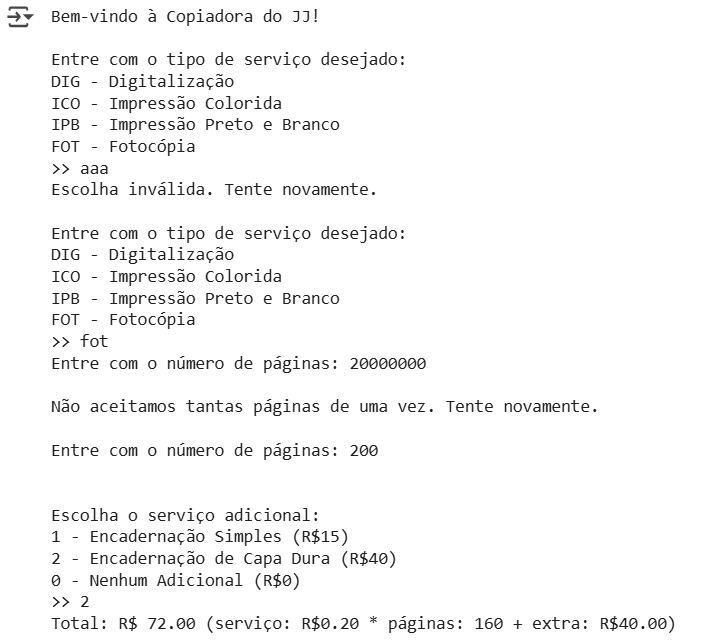 Bem-vindo à Copiadora do JJ!
Entre com o tipo de serviço desejado:
DIG - Digitalização
ICO - Impressão Colorida
IPB - Impressão Preto e Branco
FOT - Fotocópia
>> aaa
Escolha inválida. Tente novamente.
Entre com o tipo de serviço desejado:
DIG - Digitalização
ICO - Impressão Colorida
IPB - Impressão Preto e Branco
FOT - Fotocópia
>> fot
Entre com o número de páginas: 20000000
Não aceitamos tantas páginas de uma vez. Tente novamente.
Entre com o número de páginas: 200
Escolha o serviço adicional:
1 - Encadernação Simples (R$15)
2 - Encadernação de Capa Dura (R$40)
0 - Nenhum Adicional (R$0)
>> 2
Total: R$ 72.00 (serviço: R$0.20 * páginas: 160 + extra: R$40.00)